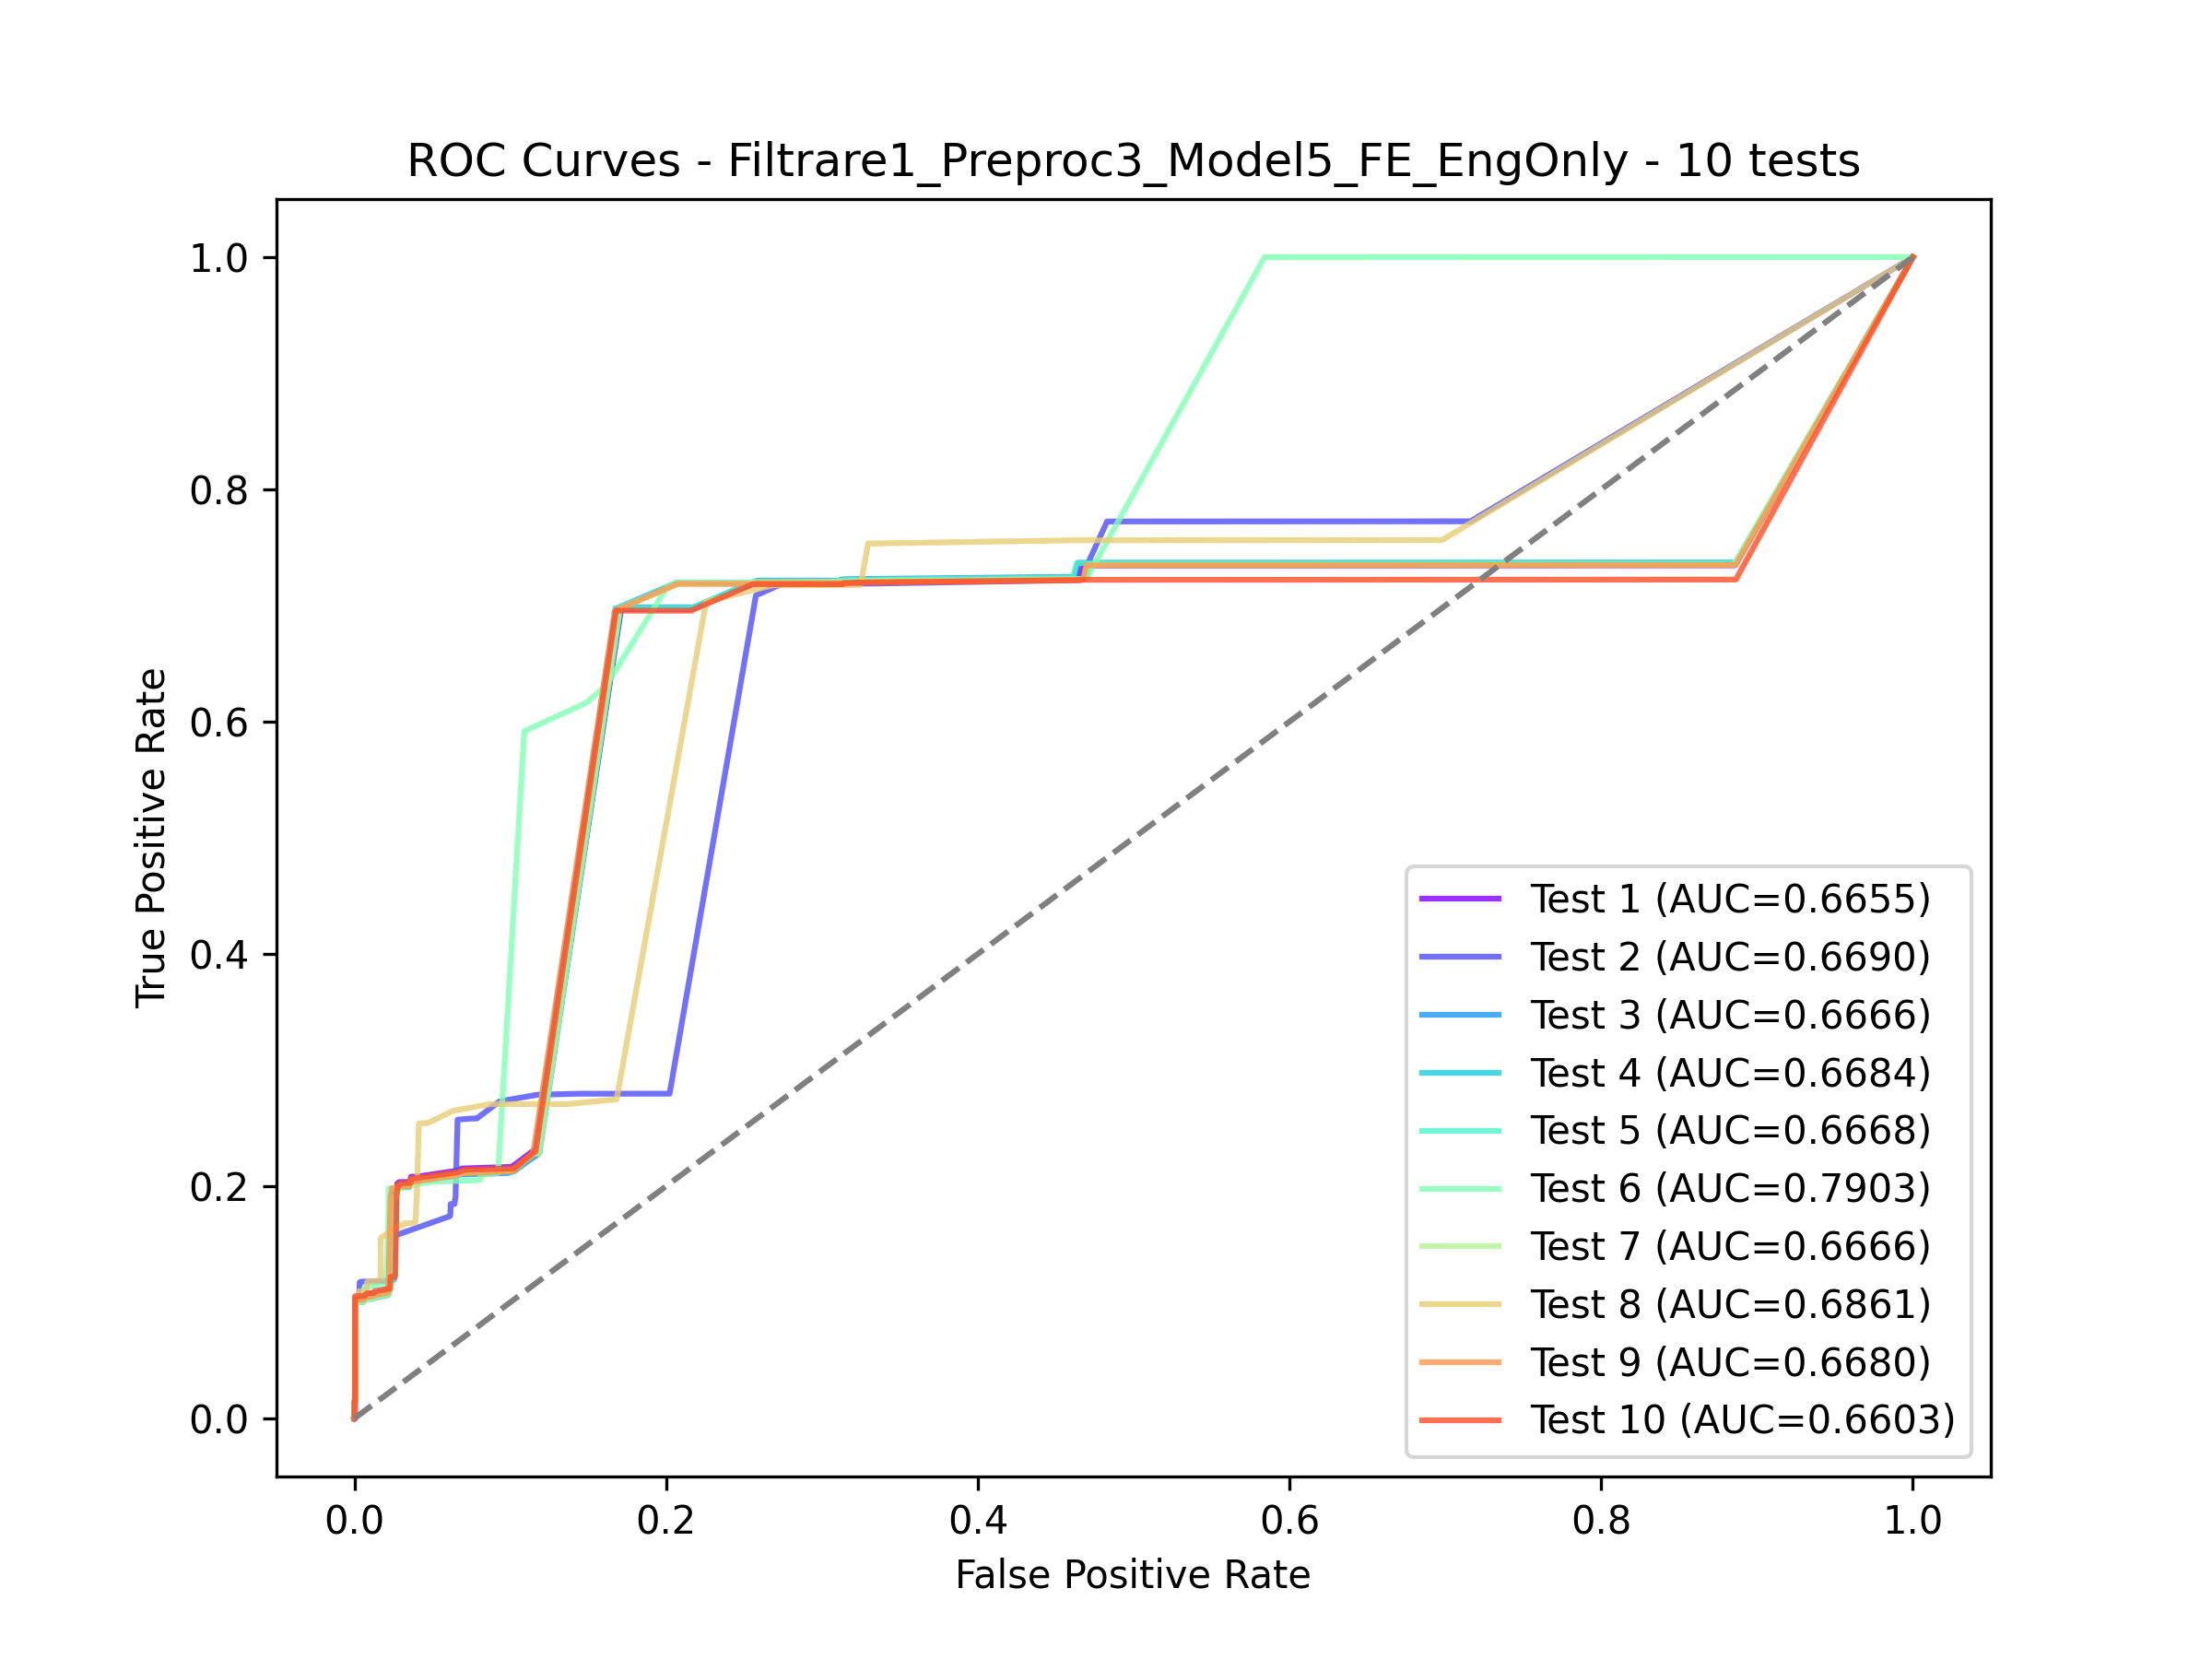 ROC Curves - Filtrare1_Preproc3_Model5_FE_EngOnly - 10 tests
True Positive Rate
1.0
0.8
0.6
0.4
0.2
0.0
Test 1 (AUC=0.6655)
Test 2 (AUC=0.6690)
Test 3 (AUC=0.6666)
Test 4 (AUC=0.6684)
Test 5 (AUC=0.6668)
Test 6 (AUC=0.7903)
Test 7 (AUC=0.6666)
Test 8 (AUC=0.6861)
Test 9 (AUC=0.6680)
Test 10 (AUC=0.6603)
0.0 0.2 0.4 0.6 0.8 1.0
False Positive Rate